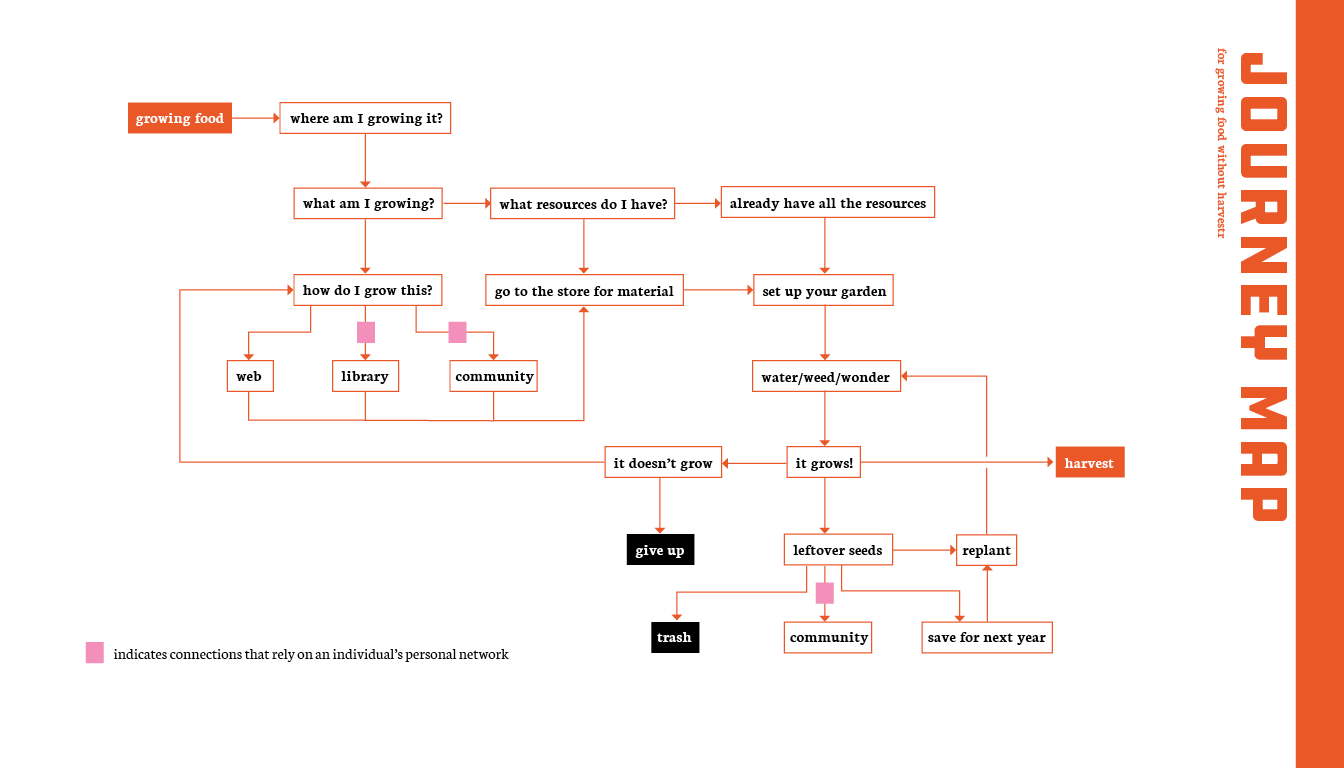 JOURNEY MAP
for growing food without harvestr
growing food
where am I growing it?
what am I growing?
what resources do I have?
already have all the resources
how do I grow this?
go to the store for material
set up your garden
web
library
community
water/weed/wonder
it doesn't grow
it grows!
harvest
give up
leftover seeds
replant
trash
community
save for next year
indicates connections that rely on an individual's personal network